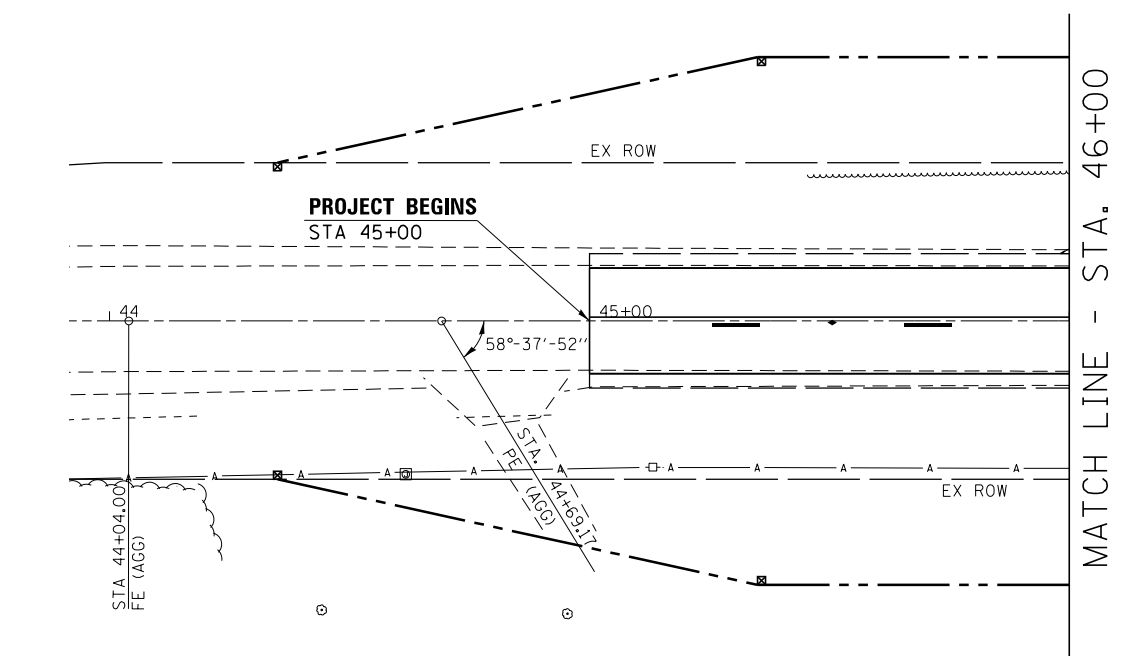 EX ROW
MATCH LINE - STA. 46+00
PROJECT BEGINS
STA 45+00
44
45+00
58°-37'-52''
STA. 44+69.17
PE (AGG)
A A A A A A A A A A A
EX ROW
STA 44+04.00
FE (AGG)